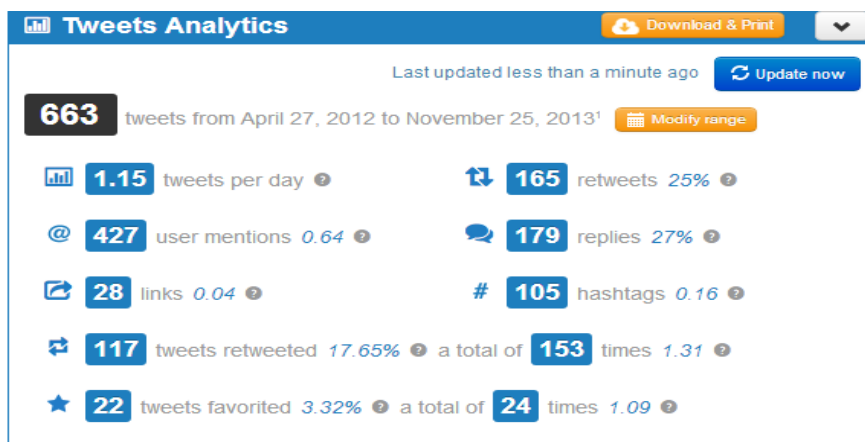 Tweets Analytics Download & Print
Last updated less than a minute ago Update now
663 tweets from April 27, 2012 to November 25, 2013¹ Modify range
1.15 tweets per day ? 165 retweets 25% ?
@ 427 user mentions 0.64 ? 179 replies 27% ?
28 links 0.04 ? # 105 hashtags 0.16 ?
117 tweets retweeted 17.65% ? a total of 153 times 1.31 ?
22 tweets favorited 3.32% ? a total of 24 times 1.09 ?